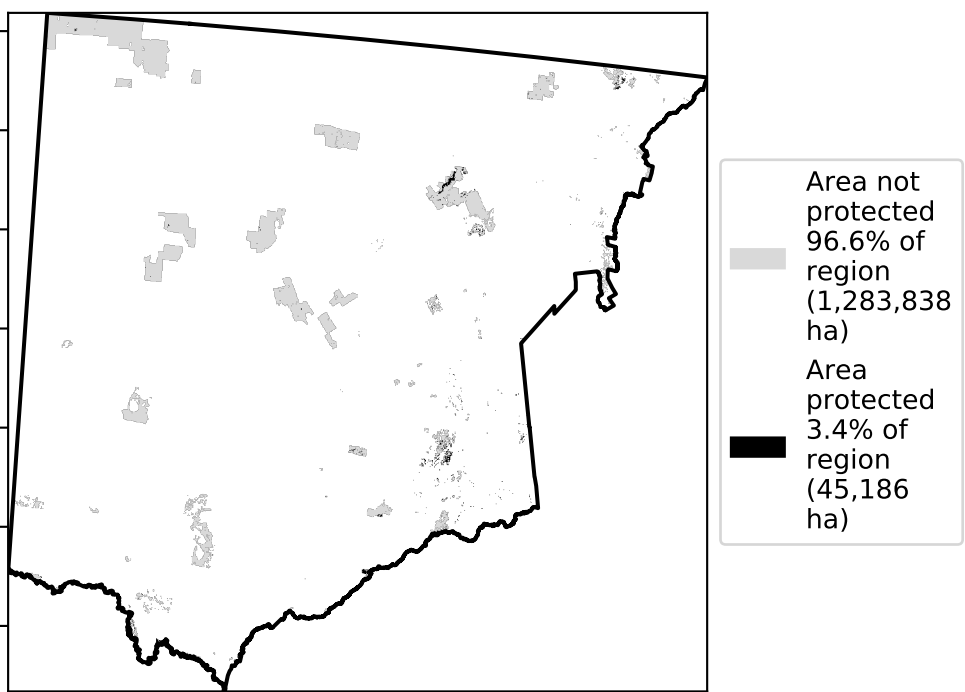 Area not
protected
96.6% of
region
(1,283,838
ha)
Area
protected
3.4% of
region
(45,186
ha)